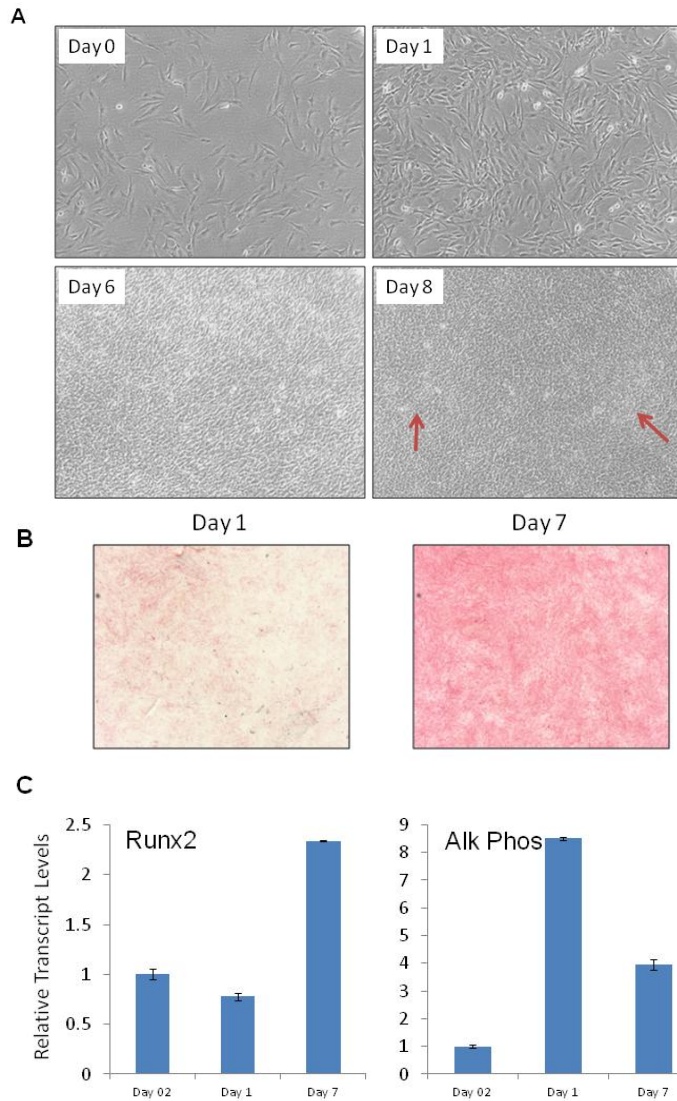 A
Day 0
Day 1
Day 6
Day 8
Day 1
Day 7
B
C
Relative Transcript Levels
Runx2
2.5
2
1.5
1
0.5
0
Day 02
Day 1
Day 7
Alk Phos
9
8
7
6
5
4
3
2
1
0
Day 02
Day 1
Day 7